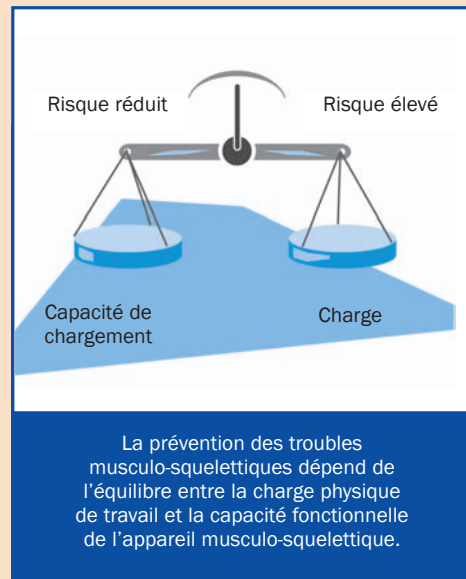 Risque réduit
Risque élevé
Capacité de
chargement
Charge
La prévention des troubles
musculo-squelettiques dépend de
l'équilibre entre la charge physique
de travail et la capacité fonctionnelle
de l'appareil musculo-squelettique.